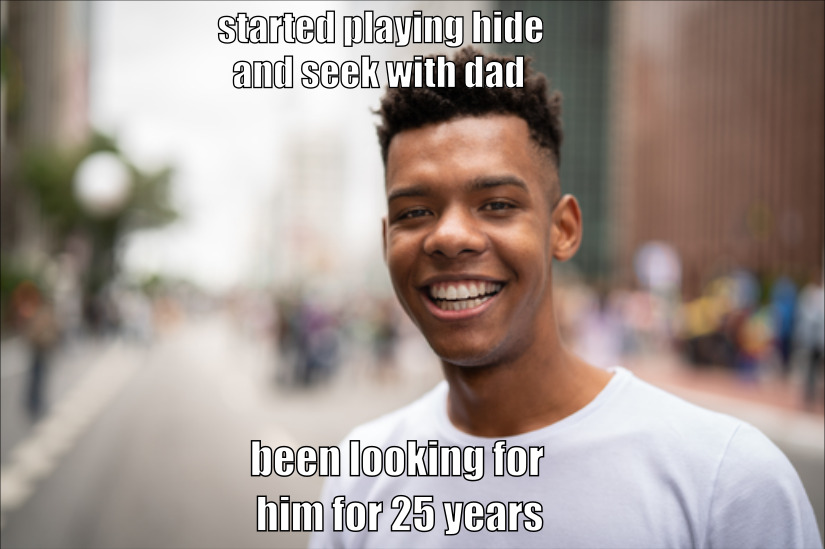 started playing hide
and seek with dad
been looking for
him for 25 years